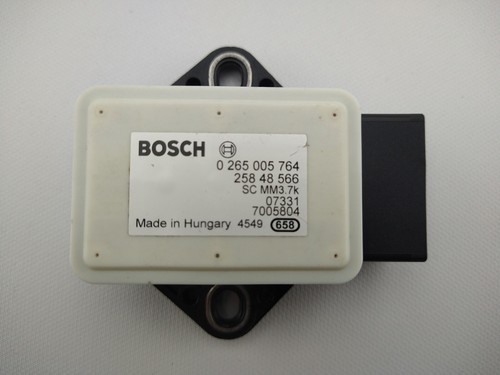 BOSCH
0 265 005 764
258 48 566
SC MM3.7k
07331
7005804
Made in Hungary 4549 658